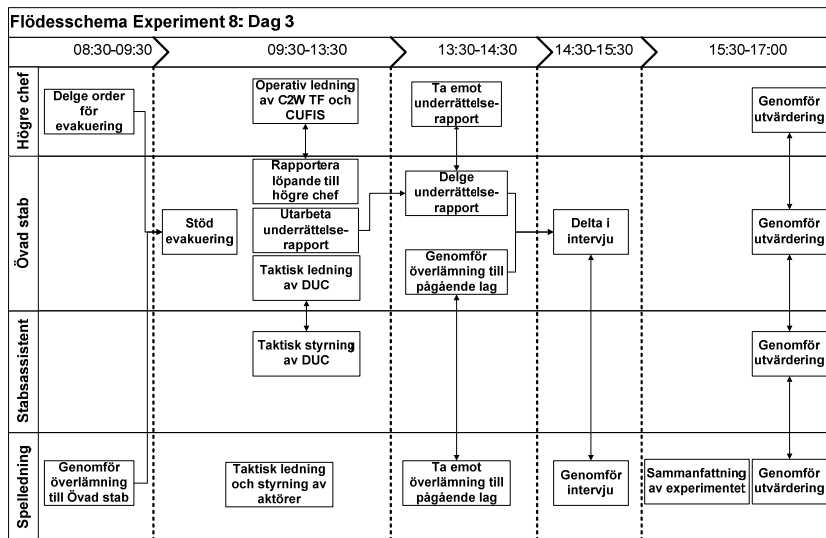 Flödesschema Experiment 8: Dag 3
08:30-09:30
09:30-13:30
13:30-14:30
14:30-15:30
15:30-17:00
Högre chef
Delge order
för
evakuering
Operativ ledning
av C2W TF och
CUFIS
Ta emot
underrättelse-
rapport
Genomför
utvärdering
Övad stab
Stöd
evakuering
Rapportera
löpande till
högre chef
Utarbeta
underrättelse-
rapport
Taktisk ledning
av DUC
Delge
underrättelse-
rapport
Genomför
överlämning till
pågående lag
Delta i
intervju
Genomför
utvärdering
Stabsassistent
Taktisk styrning
av DUC
Genomför
utvärdering
Spelledning
Genomför
överlämning
till Övad stab
Taktisk ledning
och styrning av
aktörer
Ta emot
överlämning till
pågående lag
Genomför
intervju
Sammanfattning
av experimentet
Genomför
utvärdering